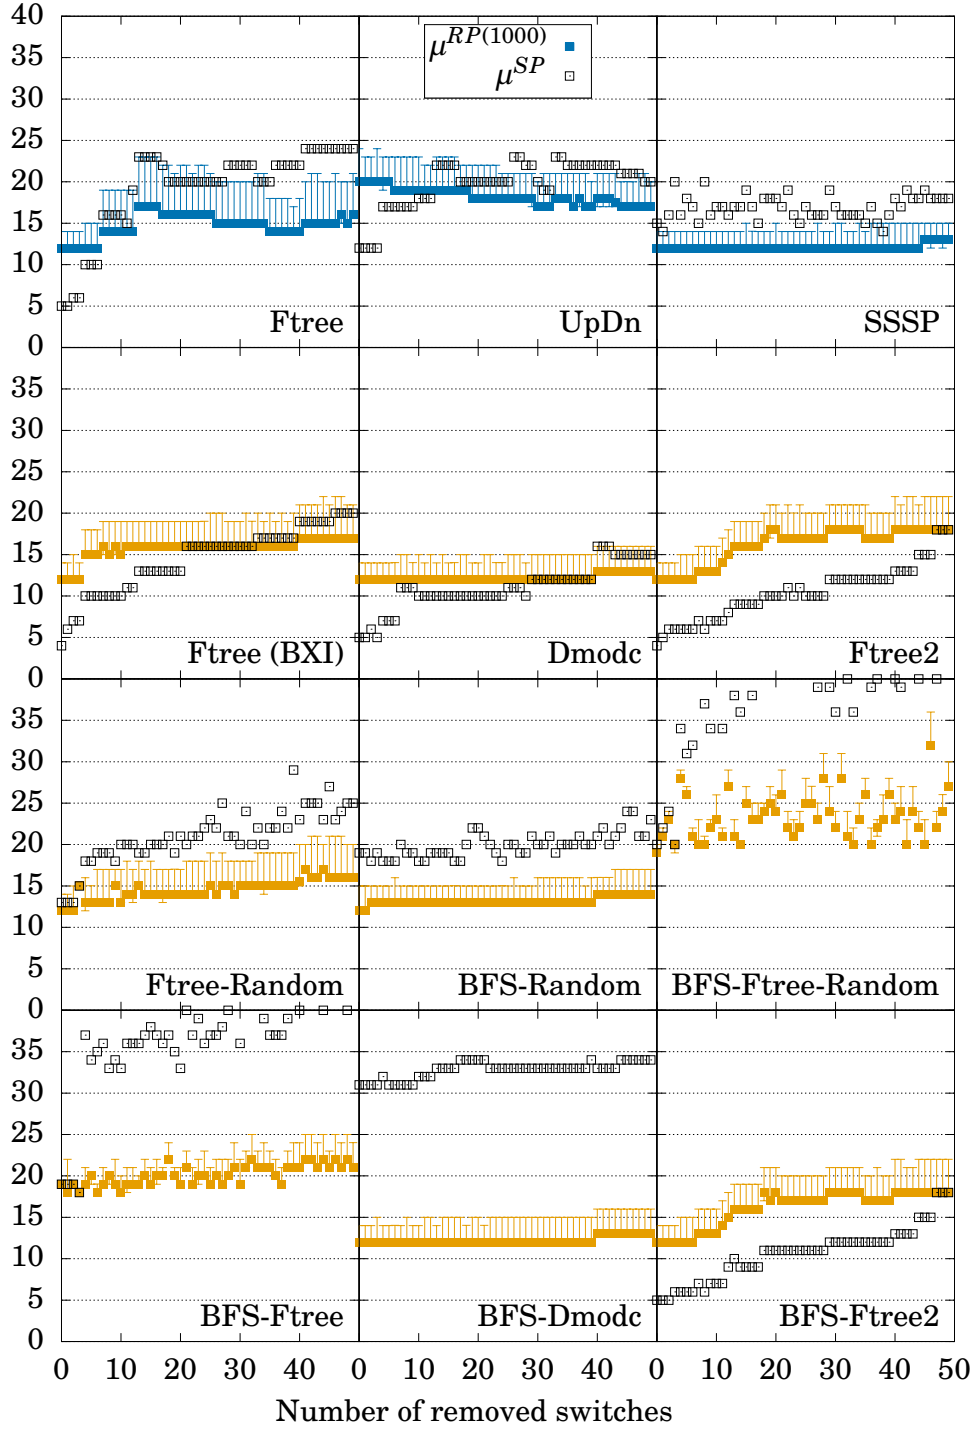 40
35
30
25
20
15
10
5
0
μ^RP(1000)
μ^SP
Ftree
UpDn
SSSP
35
30
25
20
15
10
5
0
Ftree (BXI)
Dmodc
Ftree2
35
30
25
20
15
10
5
0
Ftree-Random
BFS-Random
BFS-Ftree-Random
35
30
25
20
15
10
5
0
BFS-Ftree
BFS-Dmodc
BFS-Ftree2
0 10 20 30 40 0 10 20 30 40 0 10 20 30 40 50
Number of removed switches